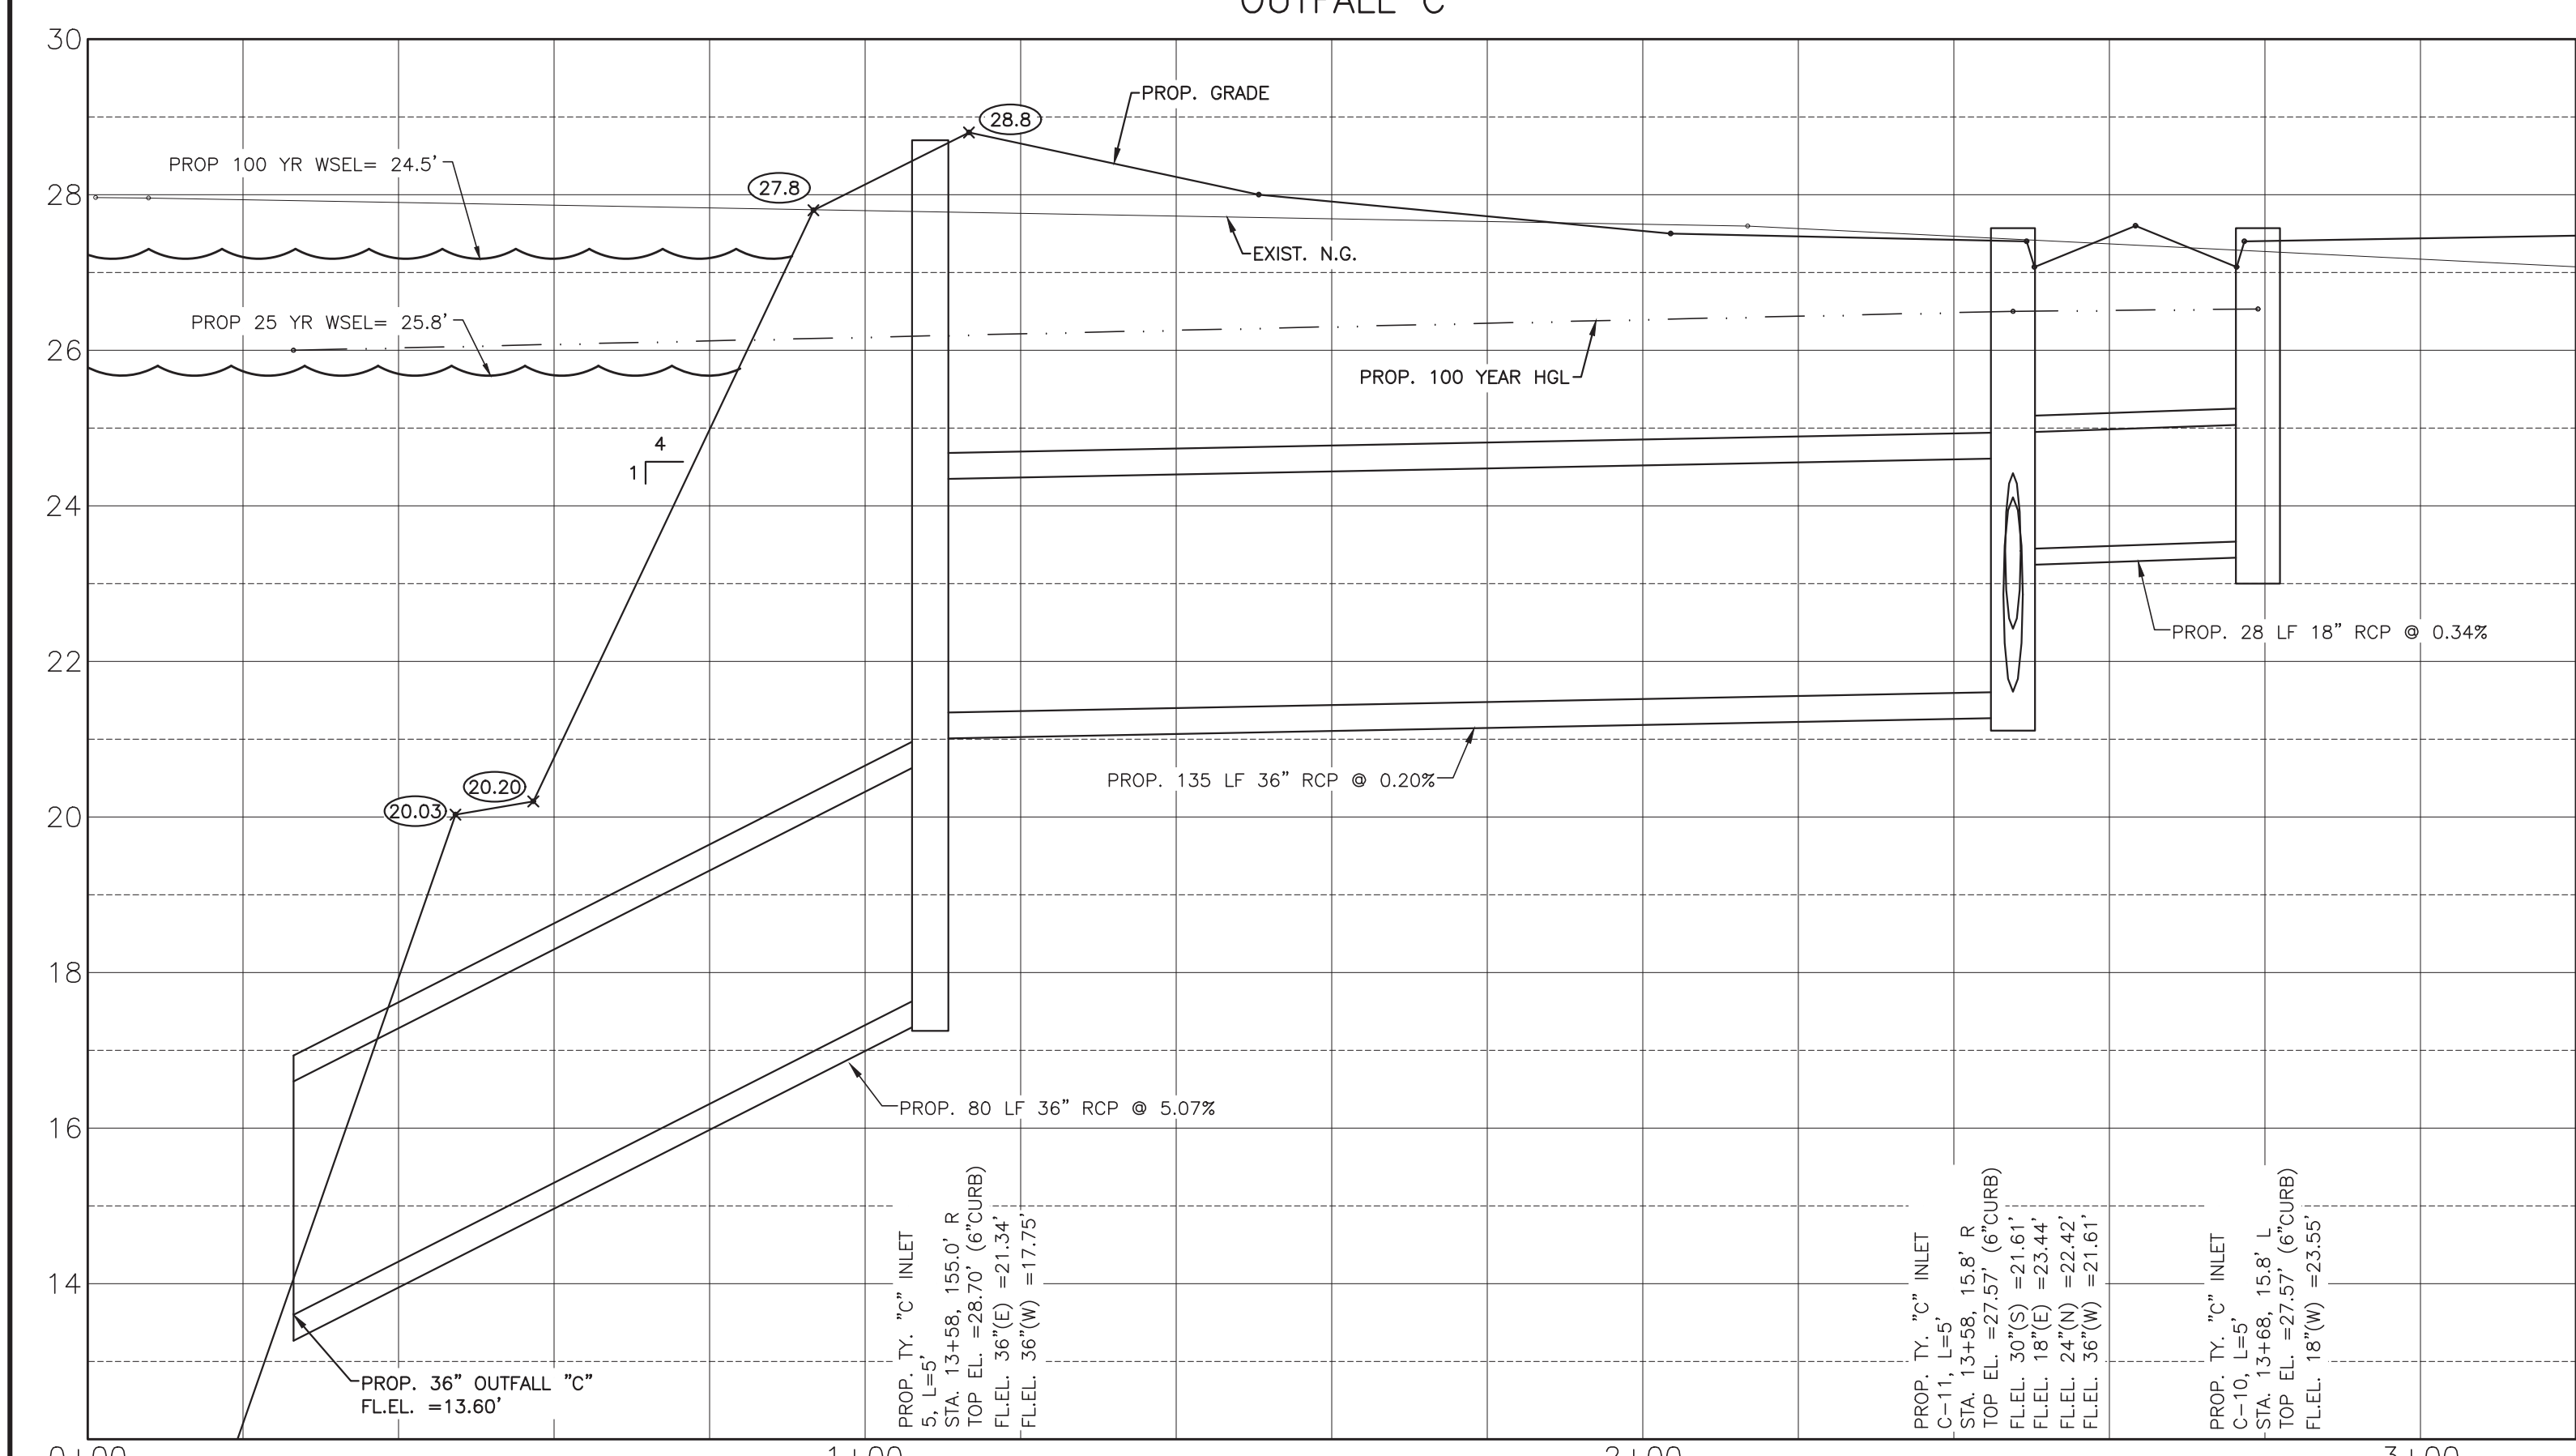 OUTFALL "C"
30
28
26
24
22
20
18
16
14
PROP. GRADE
28.8
PROP 100 YR WSEL= 24.5'
27.8
EXIST. N.G.
PROP 25 YR WSEL= 25.8'
PROP. 100 YEAR HGL
4
1
PROP. 28 LF 18" RCP @ 0.34%
20.20
20.03
PROP. 135 LF 36" RCP @ 0.20%
PROP. 80 LF 36" RCP @ 5.07%
PROP. 36" OUTFALL "C"
FL.EL. =13.60'
PROP. TY. "C" INLET
5, L=5'
STA. 13+58, 155.0' R
TOP EL. =28.70' (6"CURB)
FL.EL. 36"(E) =21.34'
FL.EL. 36"(W) =17.75'
PROP. TY. "C" INLET
C-11, L=5'
STA. 13+58, 15.8' R
TOP EL. =27.57' (6"CURB)
FL.EL. 30"(S) =21.61'
FL.EL. 18"(E) =23.44'
FL.EL. 24"(N) =22.42'
FL.EL. 36"(W) =21.61'
PROP. TY. "C" INLET
C-10, L=5'
STA. 13+68, 15.8' L
TOP EL. =27.57' (6"CURB)
FL.EL. 18"(W) =23.55'
0+00
1+00
2+00
3+00